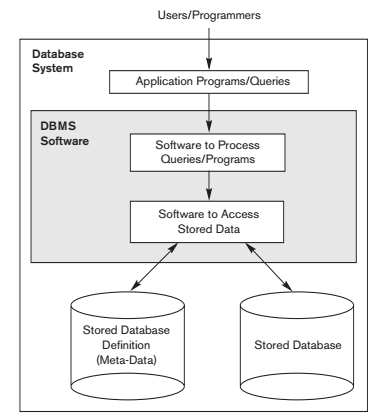 Users/Programmers
Database
System
Application Programs/Queries
DBMS
Software
Software to Process
Queries/Programs
Software to Access
Stored Data
Stored Database
Definition
(Meta-Data)
Stored Database